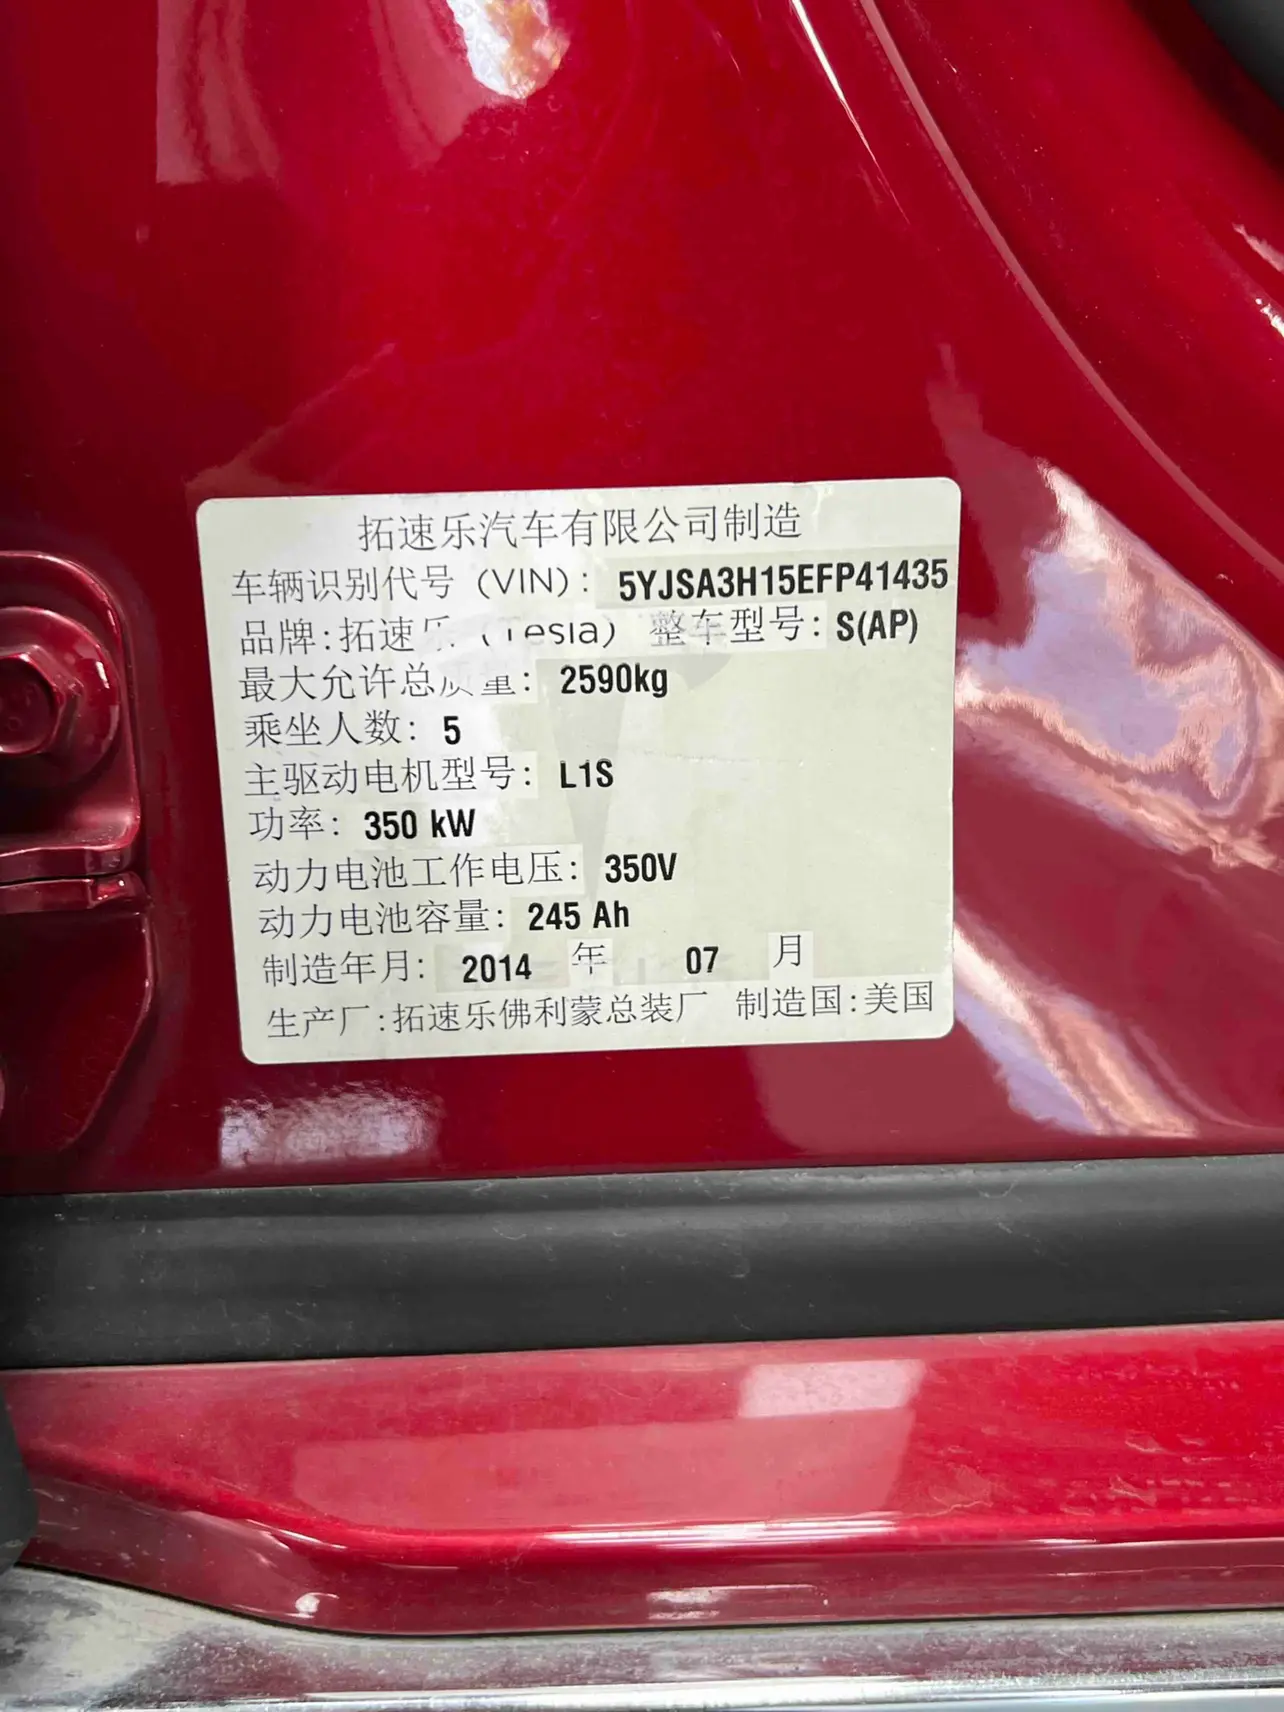 拓速乐汽车有限公司制造
车辆识别代号 (VIN): 5YJSA3H15EFP41435
品牌:拓速乐 (Tesla) 整车型号: S(AP)
最大允许总质量: 2590kg
乘坐人数: 5
主驱动电机型号: L1S
功率: 350 kW
动力电池工作电压: 350V
动力电池容量: 245 Ah
制造年月: 2014 年 07 月
生产厂:拓速乐佛利蒙总装厂 制造国:美国